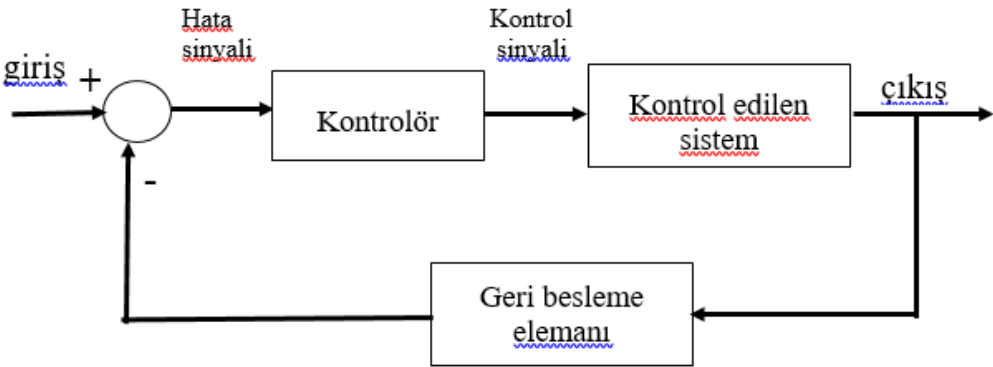 Hata
sinyali
Kontrol
sinyali
giriş
+
Kontrolör
Kontrol edilen
sistem
çıkış
-
Geri besleme
elemanı